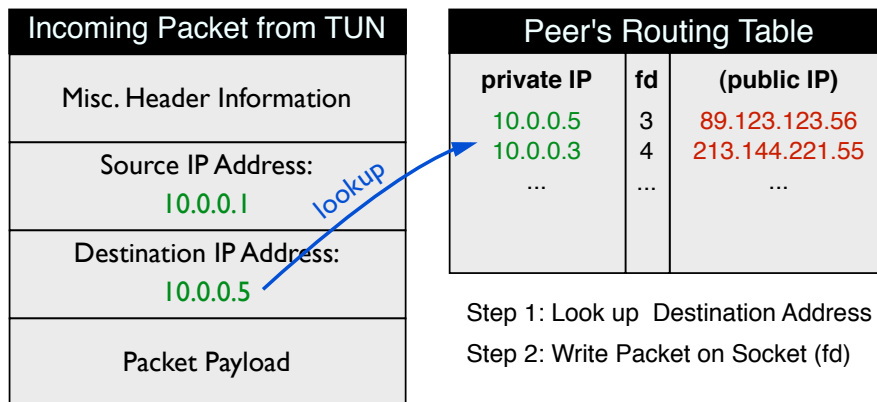 Incoming Packet from TUN
Misc. Header Information
Source IP Address:
10.0.0.1
Destination IP Address:
10.0.0.5
Packet Payload
lookup
Peer's Routing Table
private IP fd (public IP)
10.0.0.5 3 89.123.123.56
10.0.0.3 4 213.144.221.55
... ... ...
Step 1: Look up Destination Address
Step 2: Write Packet on Socket (fd)